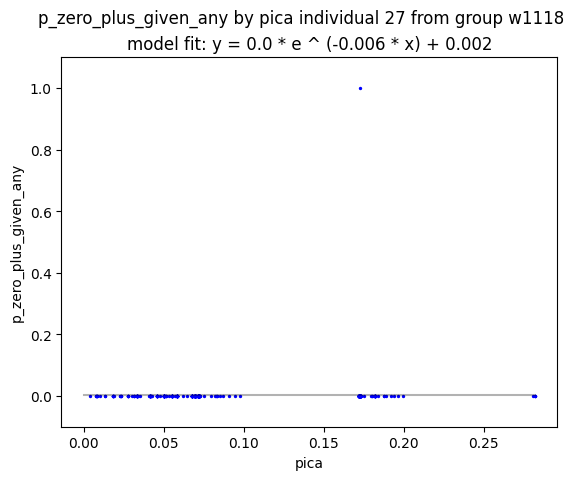 p_zero_plus_given_any by pica individual 27 from group w1118
model fit: y = 0.0 * e ^ (-0.006 * x) + 0.002
1.0
0.8
0.6
0.4
0.2
0.0
p_zero_plus_given_any
0.00 0.05 0.10 0.15 0.20 0.25
pica